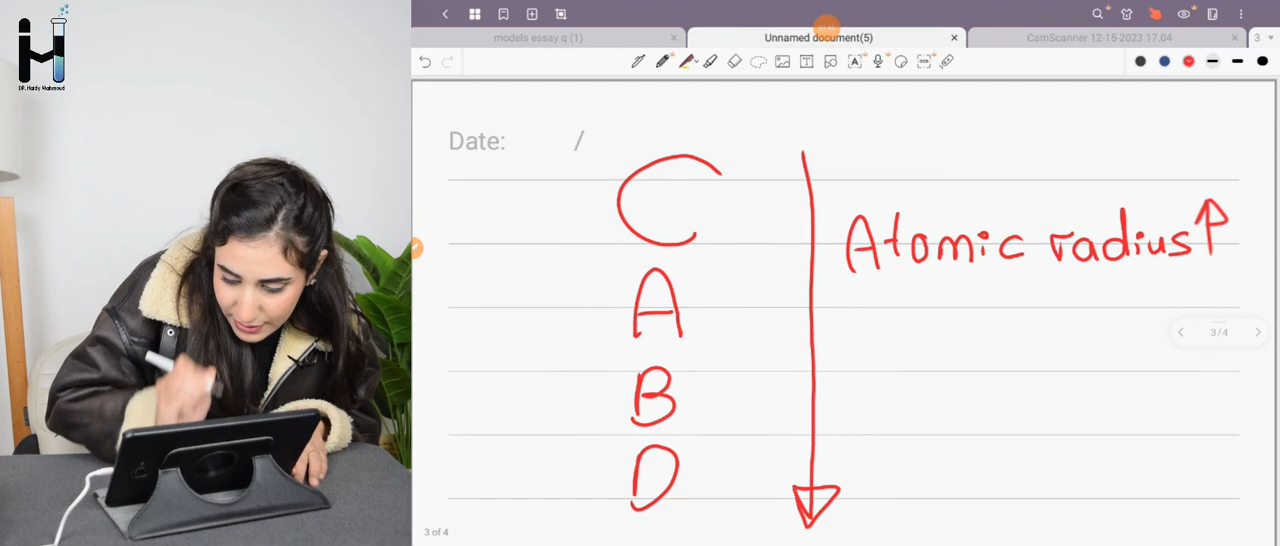 H
DR. Haidy Mahmoud
models essay q (1)
Unnamed document(5)
CamScanner 12-15-2023 17.04
3
Date: /
C
Atomic radius↑
A
B
D
3/4
3 of 4